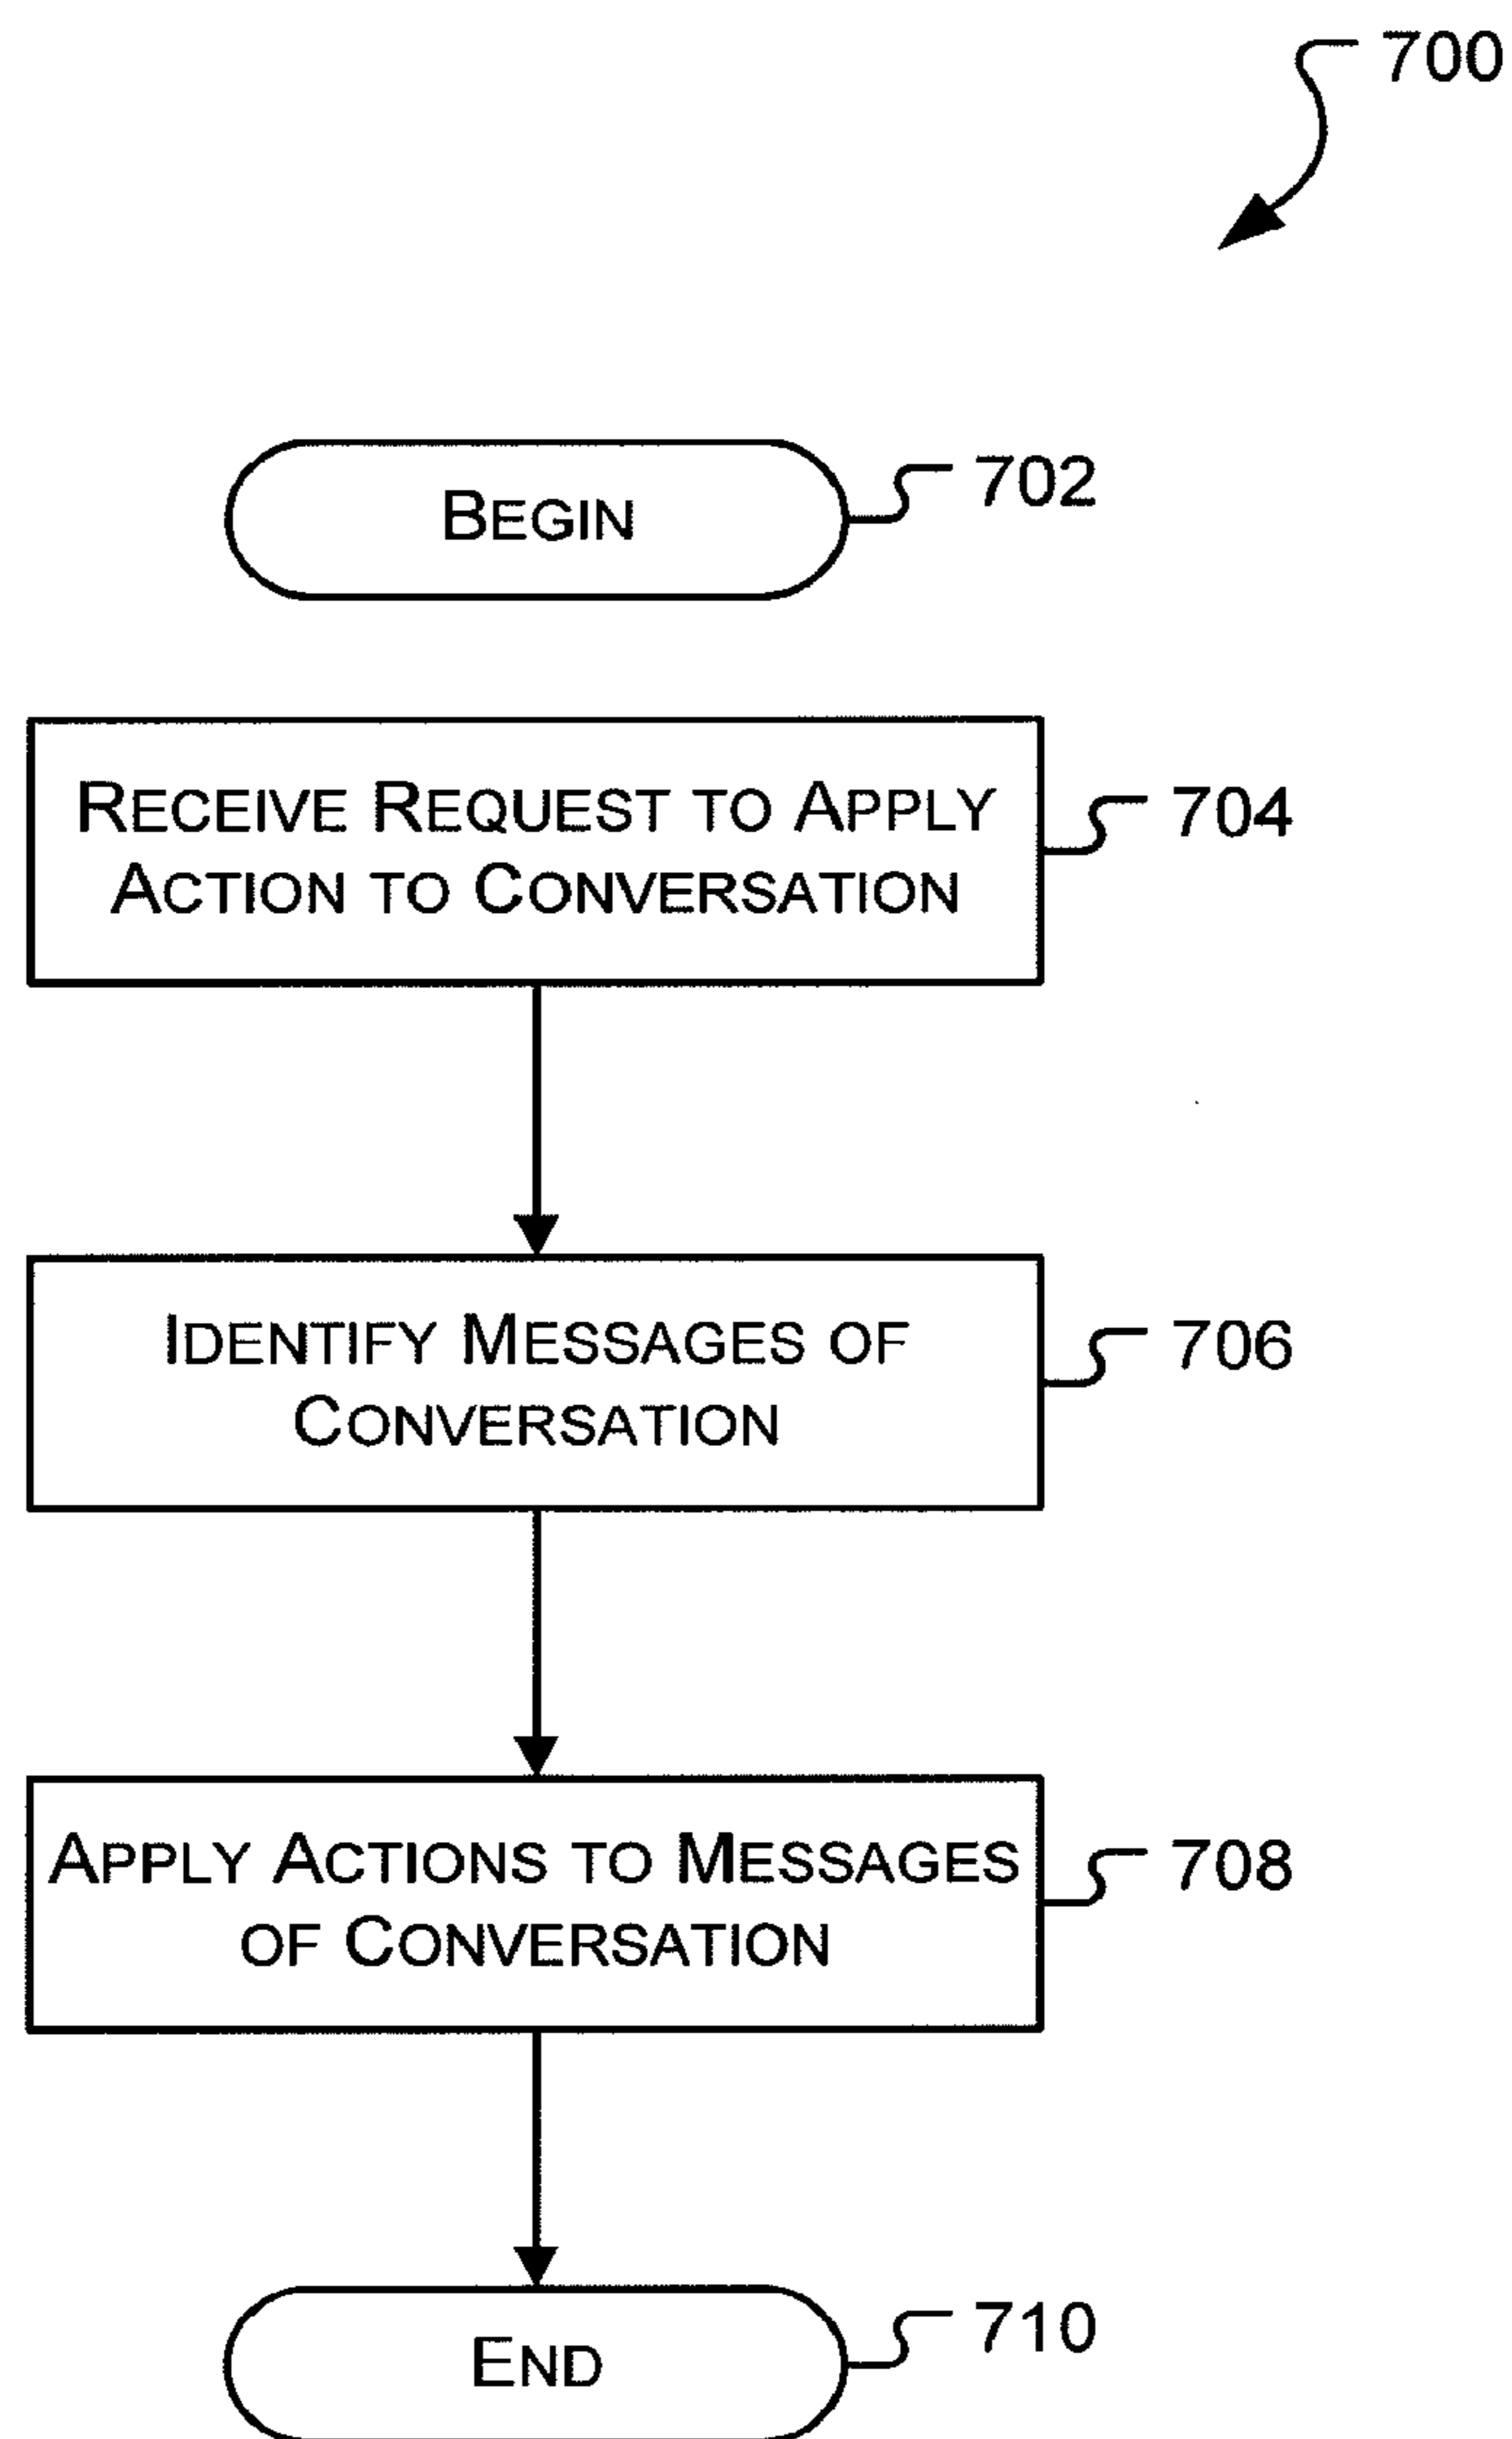 700
BEGIN
702
RECEIVE REQUEST TO APPLY
ACTION TO CONVERSATION
704
IDENTIFY MESSAGES OF
CONVERSATION
706
APPLY ACTIONS TO MESSAGES
OF CONVERSATION
708
END
710